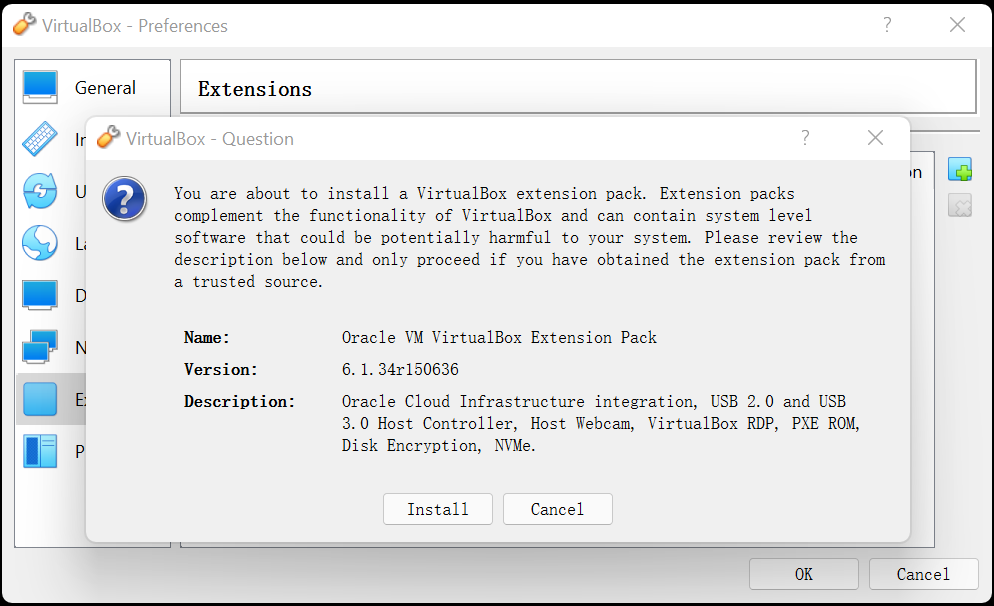 VirtualBox - Preferences
?
General
Extensions
VirtualBox - Question
?
You are about to install a VirtualBox extension pack. Extension packs
complement the functionality of VirtualBox and can contain system level
software that could be potentially harmful to your system. Please review the
description below and only proceed if you have obtained the extension pack from
a trusted source.
Name: Oracle VM VirtualBox Extension Pack
Version: 6.1.34r150636
Description: Oracle Cloud Infrastructure integration, USB 2.0 and USB
3.0 Host Controller, Host Webcam, VirtualBox RDP, PXE ROM,
Disk Encryption, NVMe.
Install Cancel
OK Cancel